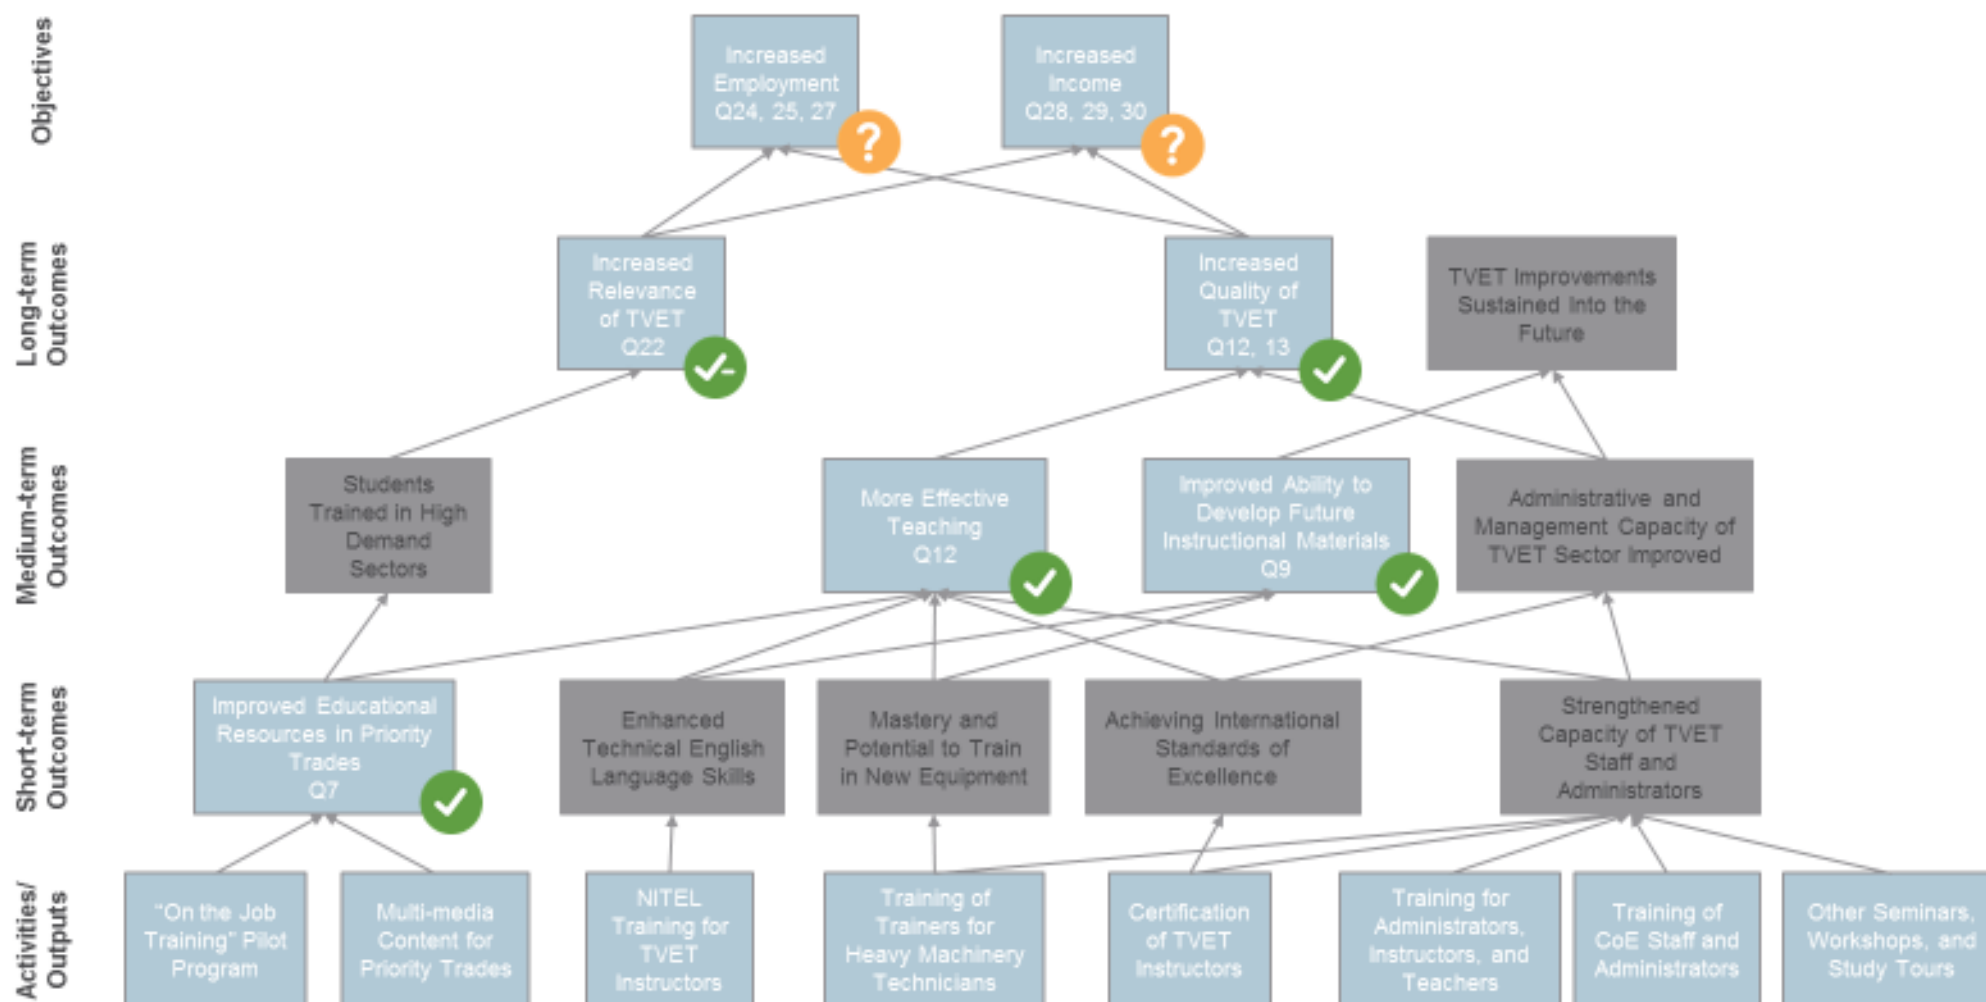 Objectives
Increased
Employment
Q24, 25, 27
?
Increased
Income
Q28, 29, 30
?
Long-term
Outcomes
Increased
Relevance
of TVET
Q22
Increased
Quality of
TVET
Q12, 13
TVET Improvements
Sustained Into the
Future
Medium-term
Outcomes
Students
Trained in High
Demand
Sectors
More Effective
Teaching
Q12
Improved Ability to
Develop Future
Instructional Materials
Q9
Administrative and
Management Capacity of
TVET Sector Improved
Short-term
Outcomes
Improved Educational
Resources in Priority
Trades
Q7
Enhanced
Technical English
Language Skills
Mastery and
Potential to Train
in New Equipment
Achieving International
Standards of
Excellence
Strengthened
Capacity of TVET
Staff and
Administrators
Activities/
Outputs
"On the Job
Training" Pilot
Program
Multi-media
Content for
Priority Trades
NITEL
Training for
TVET
Instructors
Training of
Trainers for
Heavy Machinery
Technicians
Certification
of TVET
Instructors
Training for
Administrators,
Instructors, and
Teachers
Training of
CoE Staff and
Administrators
Other Seminars,
Workshops, and
Study Tours